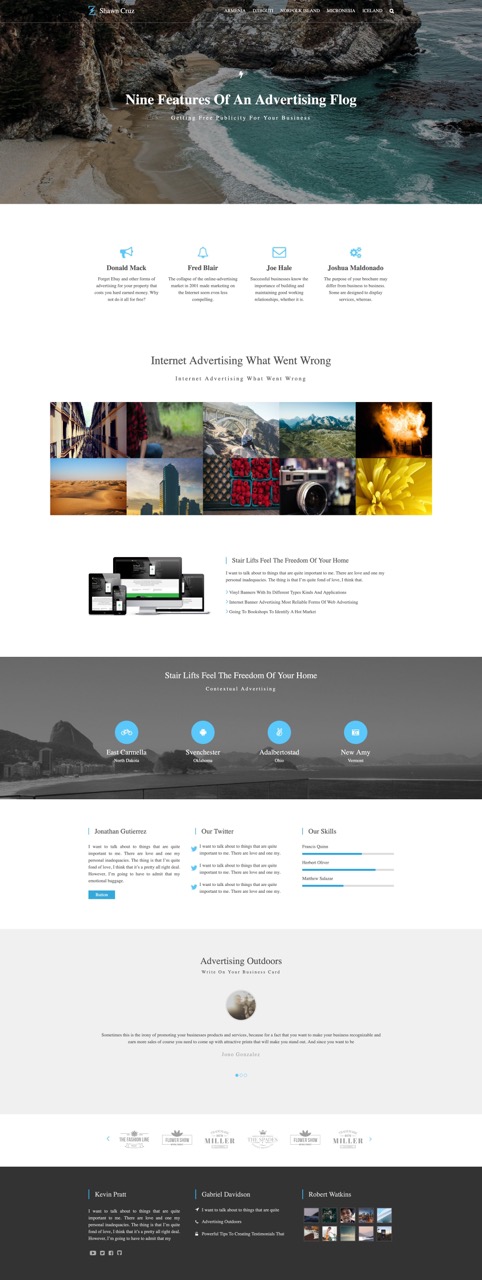 Shawn Cruz
ARMENIA DJIBOUTI NORFOLK ISLAND MICRONESIA ICELAND
Nine Features Of An Advertising Flog
Getting Free Publicity For Your Business
Donald Mack
Forget Ebay and other forms of
advertising for your property that
costs you hard earned money. Why
not do it all for free?
Fred Blair
The collapse of the online-advertising
market in 2001 made marketing on
the Internet seem even less
compelling.
Joe Hale
Successful businesses know the
importance of building and
maintaining good working
relationships, whether it is.
Joshua Maldonado
The purpose of your brochure may
differ from business to business.
Some are designed to display
services, whereas.
Internet Advertising What Went Wrong
Internet Advertising What Went Wrong
Stair Lifts Feel The Freedom Of Your Home
I want to talk about to things that are quite important to me. There are love and one my
personal inadequacies. The thing is that I'm quite fond of love, I think that.
Vinyl Banners With Its Different Types Kinds And Applications
Internet Banner Advertising Most Reliable Forms Of Web Advertising
Going To Bookshops To Identify A Hot Market
Stair Lifts Feel The Freedom Of Your Home
Contextual Advertising
East Carmella
North Dakota
Svenchester
Oklahoma
Adalbertostad
Ohio
New Amy
Vermont
Jonathan Gutierrez
I want to talk about to things that are quite
important to me. There are love and one my
personal inadequacies. The thing is that I'm quite
fond of love, I think that it's a pretty all right deal.
However, I'm going to have to admit that my
emotional baggage.
Our Twitter
I want to talk about to things that are quite
important to me. There are love and one my.
I want to talk about to things that are quite
important to me. There are love and one my.
I want to talk about to things that are quite
important to me. There are love and one my.
Our Skills
Francis Queen
Herbert Oliver
Matthew Salazar
Advertising Outdoors
Write On Your Business Card
Sometimes this is the irony of promoting your businesses products and services, because for a fact that you want to make your business recognizable and
earn more sales of course you need to come up with attractive prints that will make you stand out. And since you want to be
Joan Gonzalez
THE FASHION LINE
FLOWER SHOW
MILLER
THE SPADES
FLOWER SHOW
MILLER
Kevin Pratt
I want to talk about to things that are quite
important to me. There are love and one my
personal inadequacies. The thing is that I'm quite
fond of love, I think that it's a pretty all right deal.
However, I'm going to have to admit that my
Gabriel Davidson
I want to talk about to things that are quite
Advertising Outdoors
Powerful Tips To Creating Testimonials That
Robert Watkins